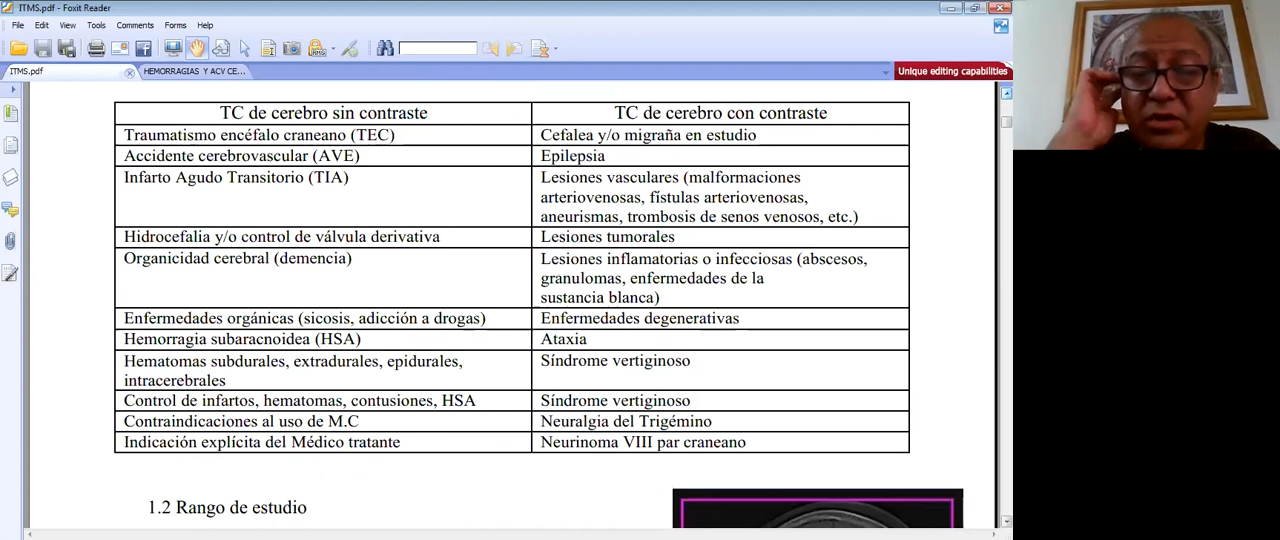 ITMS.pdf - Foxit Reader
File Edit View Tools Comments Forms Help
ITMS.pdf
HEMORRAGIAS Y ACV CE...
Unique editing capabilities
TC de cerebro sin contraste TC de cerebro con contraste
Traumatismo encéfalo craneano (TEC) Cefalea y/o migraña en estudio
Accidente cerebrovascular (AVE) Epilepsia
Infarto Agudo Transitorio (TIA) Lesiones vasculares (malformaciones
arteriovenosas, fístulas arteriovenosas,
aneurismas, trombosis de senos venosos, etc.)
Hidrocefalia y/o control de válvula derivativa Lesiones tumorales
Organicidad cerebral (demencia) Lesiones inflamatorias o infecciosas (abscesos,
granulomas, enfermedades de la
sustancia blanca)
Enfermedades orgánicas (sicosis, adicción a drogas) Enfermedades degenerativas
Hemorragia subaracnoidea (HSA) Ataxia
Hematomas subdurales, extradurales, epidurales, Síndrome vertiginoso
intracerebrales
Control de infartos, hematomas, contusiones, HSA Síndrome vertiginoso
Contraindicaciones al uso de M.C Neuralgia del Trigémino
Indicación explícita del Médico tratante Neurinoma VIII par craneano
1.2 Rango de estudio